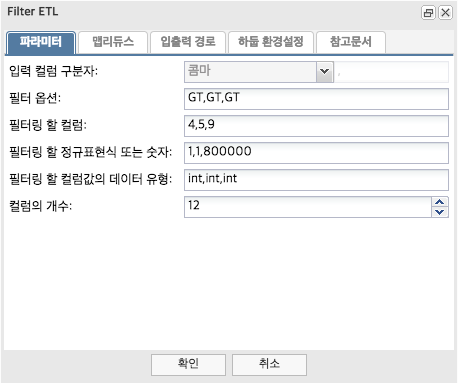 Filter ETL
파라미터 맵리듀스 입출력 경로 하둡 환경설정 참고문서
입력 컬럼 구분자: 콤마 ,
필터 옵션: GT,GT,GT
필터링 할 컬럼: 4,5,9
필터링 할 정규표현식 또는 숫자: 1,1,800000
필터링 할 컬럼값의 데이터 유형: int,int,int
컬럼의 개수: 12
확인 취소